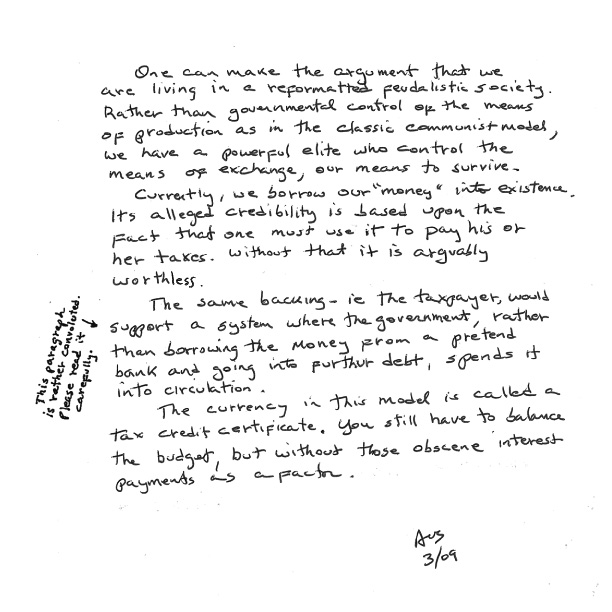 One can make the argument that we
are living in a reformatted feudalistic society.
Rather than governmental control of the means
of production as in the classic communist model,
we have a powerful elite who control the
means of exchange, our means to survive.
Currently, we borrow our "money" into existence.
Its alleged credibility is based upon the
fact that one must use it to pay his or
her taxes. Without that it is arguably
worthless.
The same backing - ie the taxpayer, would
support a system where the government, rather
than borrowing the money from a pretend
bank and going into further debt, spends it
into circulation.
The currency in this model is called a
tax credit certificate. You still have to balance
the budget, but without those obscene interest
payments as a factor.
This paragraph
is rather convoluted.
Please read it
carefully.
3/09